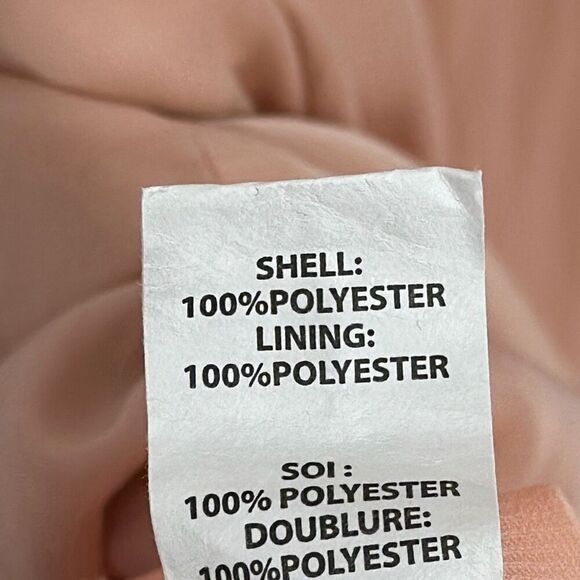 SHELL:
100%POLYESTER
LINING:
100%POLYESTER
SOI :
100% POLYESTER
DOUBLURE:
100%POLYESTER